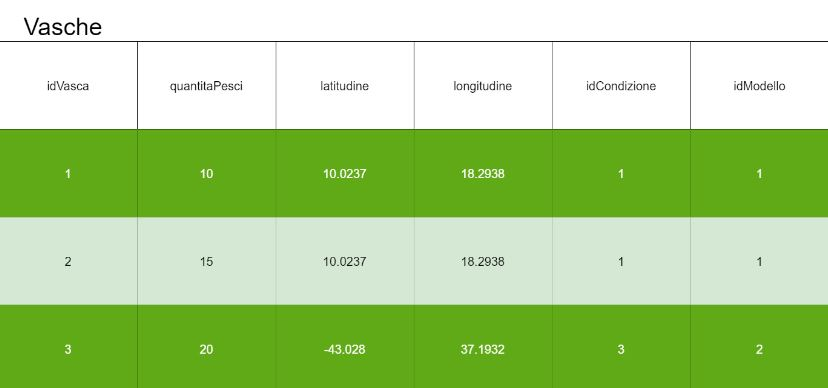 Vasche
idVasca quantitaPesci latitudine longitudine idCondizione idModello
1 10 10.0237 18.2938 1 1
2 15 10.0237 18.2938 1 1
3 20 -43.028 37.1932 3 2